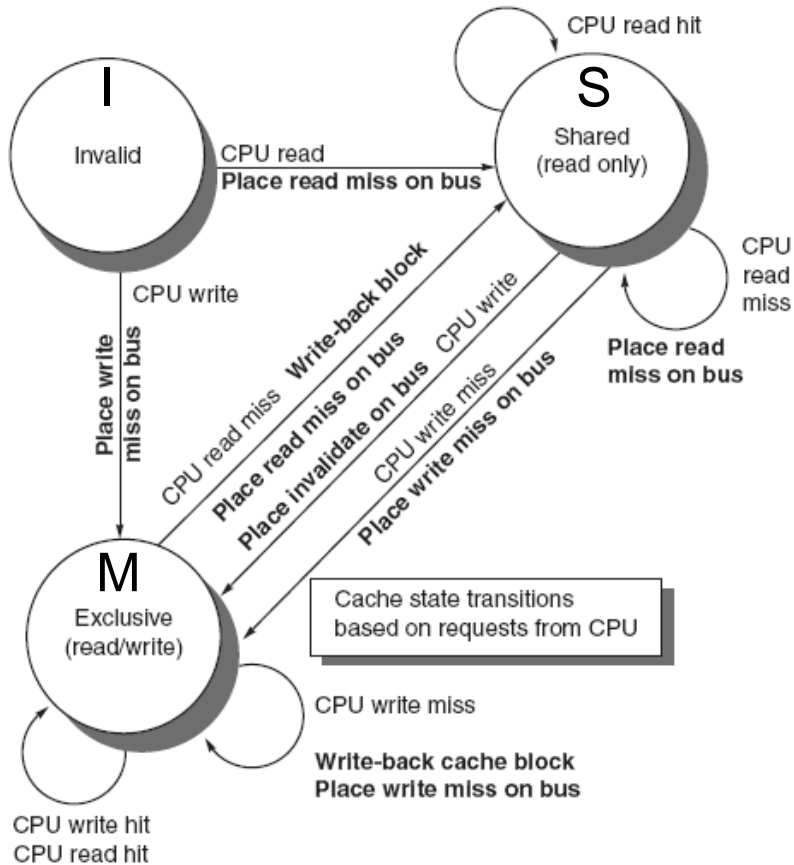 CPU read hit
I
Invalid
S
Shared
(read only)
CPU read
Place read miss on bus
CPU
read
miss
Place read
miss on bus
CPU write
Place write
miss on bus
CPU read miss
Write-back block
Place read miss on bus
Place invalidate on bus
CPU write
CPU write miss
Place write miss on bus
M
Exclusive
(read/write)
Cache state transitions
based on requests from CPU
CPU write miss
Write-back cache block
Place write miss on bus
CPU write hit
CPU read hit